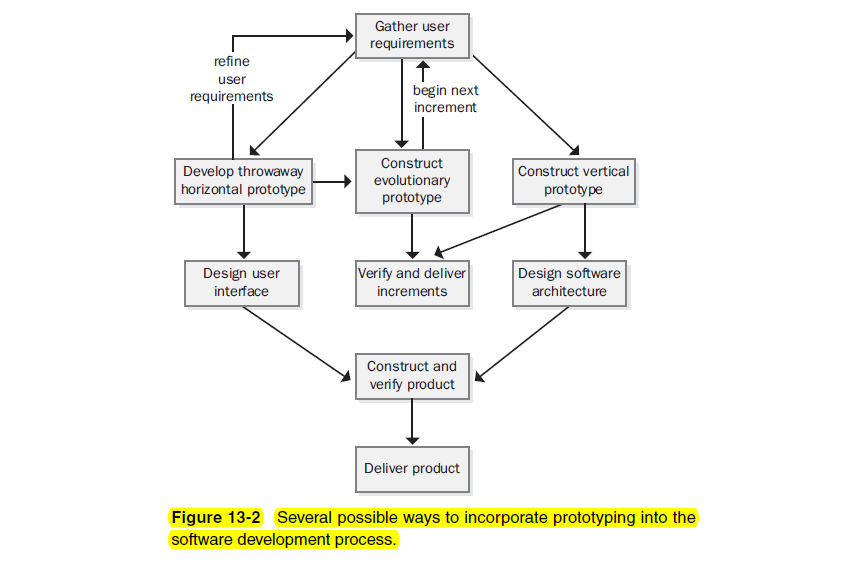 Gather user
requirements
refine
user
requirements
begin next
increment
Develop throwaway
horizontal prototype
Construct
evolutionary
prototype
Construct vertical
prototype
Design user
interface
Verify and deliver
increments
Design software
architecture
Construct and
verify product
Deliver product
Figure 13-2 Several possible ways to incorporate prototyping into the
software development process.